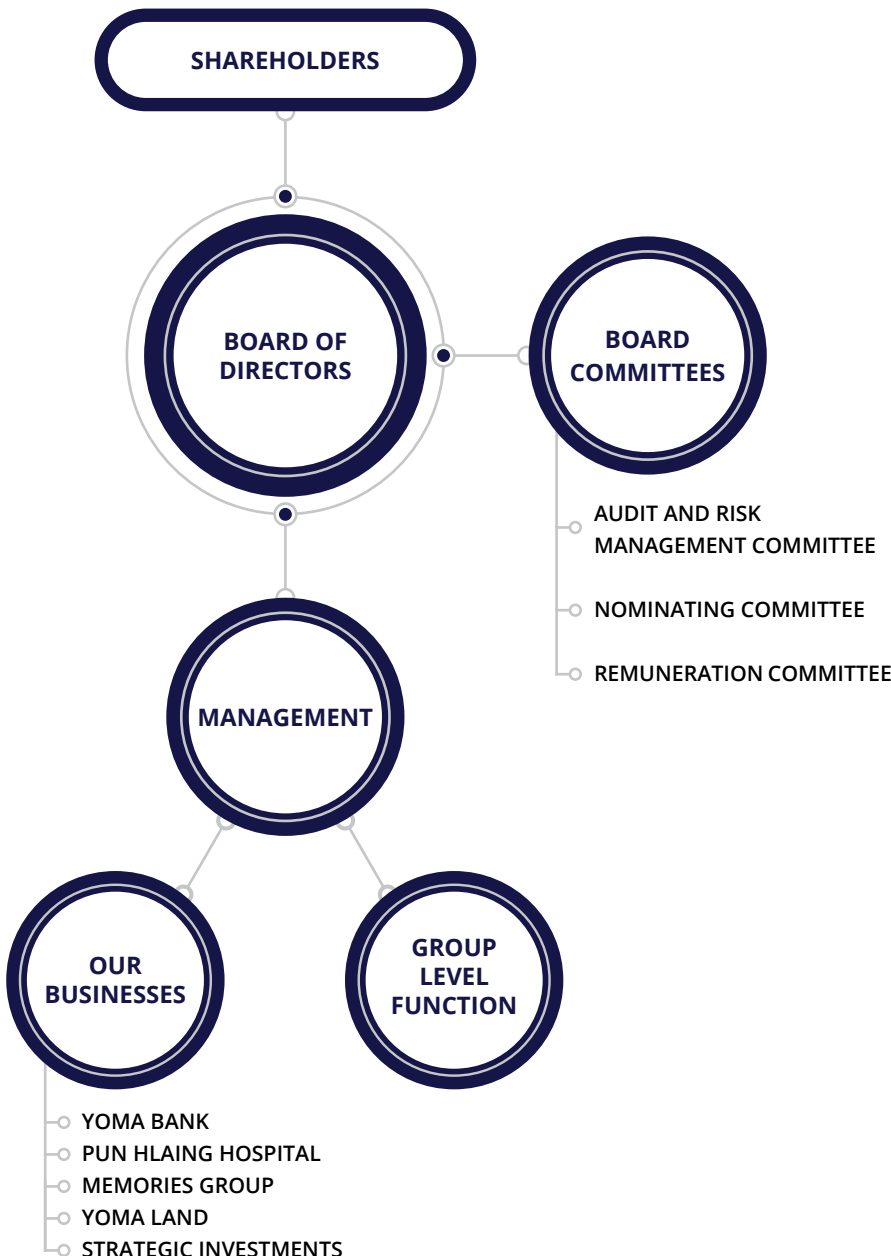 SHAREHOLDERS
BOARD OF
DIRECTORS
BOARD
COMMITTEES
AUDIT AND RISK
MANAGEMENT COMMITTEE
NOMINATING COMMITTEE
REMUNERATION COMMITTEE
MANAGEMENT
OUR
BUSINESSES
GROUP
LEVEL
FUNCTION
YOMA BANK
PUN HLAING HOSPITAL
MEMORIES GROUP
YOMA LAND
STRATEGIC INVESTMENTS